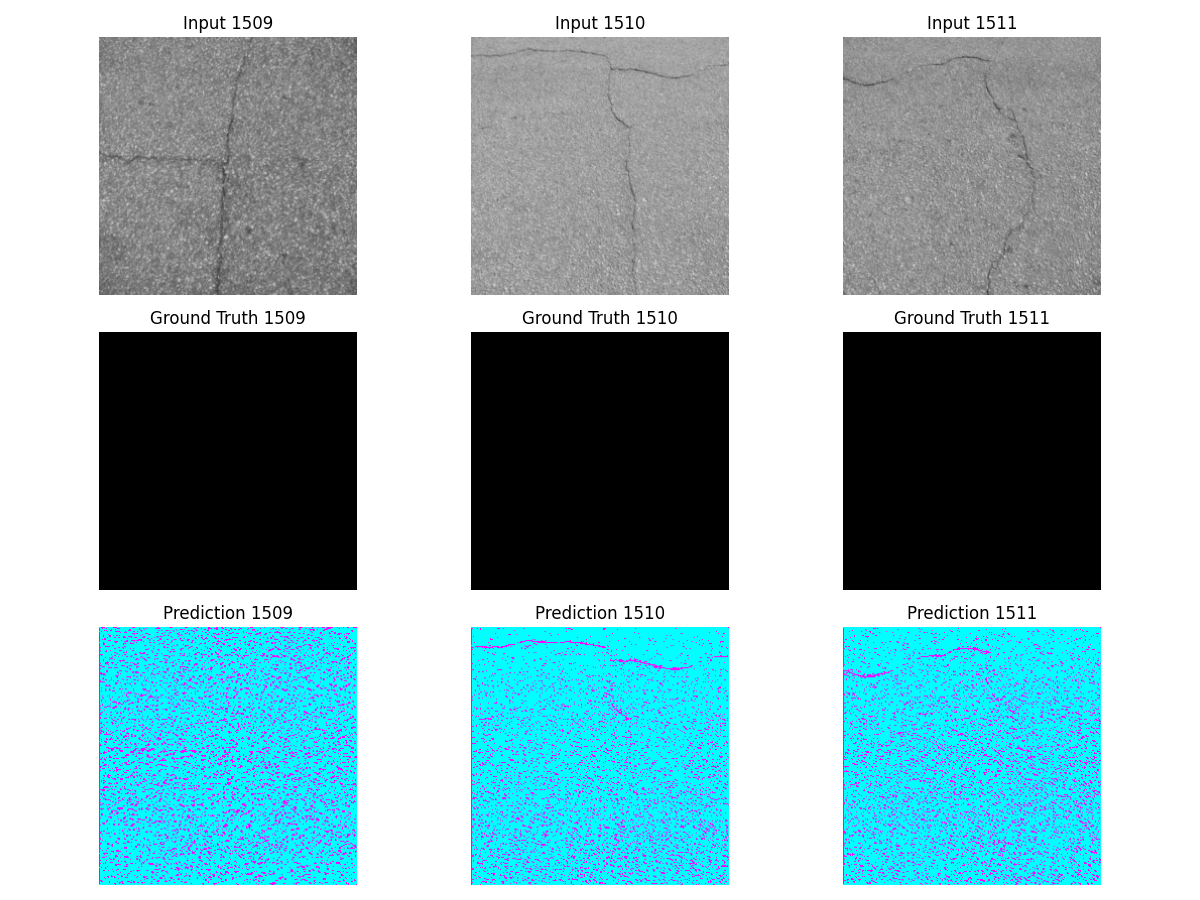 Input 1509
Input 1510
Input 1511
Ground Truth 1509
Ground Truth 1510
Ground Truth 1511
Prediction 1509
Prediction 1510
Prediction 1511